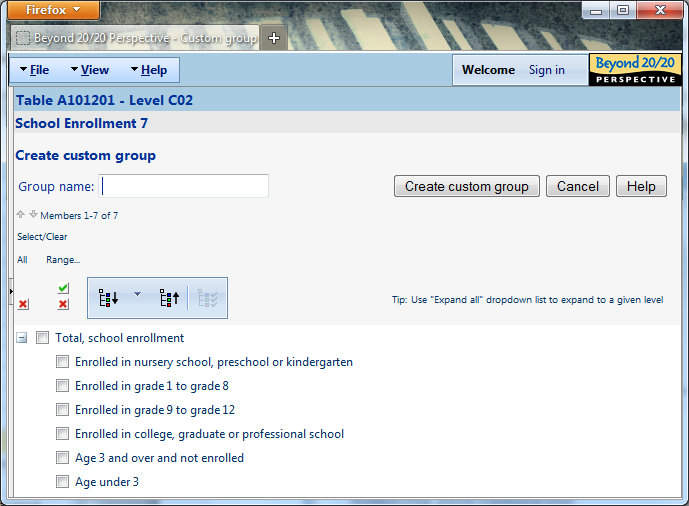 Firefox
Beyond 20/20 Perspective - Custom group
File View Help
Welcome Sign in
Beyond 20/20
PERSPECTIVE
Table A101201 - Level C02
School Enrollment 7
Create custom group
Group name: Create custom group Cancel Help
Members 1-7 of 7
Select/Clear
All Range...
Tip: Use "Expand all" dropdown list to expand to a given level
Total, school enrollment
Enrolled in nursery school, preschool or kindergarten
Enrolled in grade 1 to grade 8
Enrolled in grade 9 to grade 12
Enrolled in college, graduate or professional school
Age 3 and over and not enrolled
Age under 3